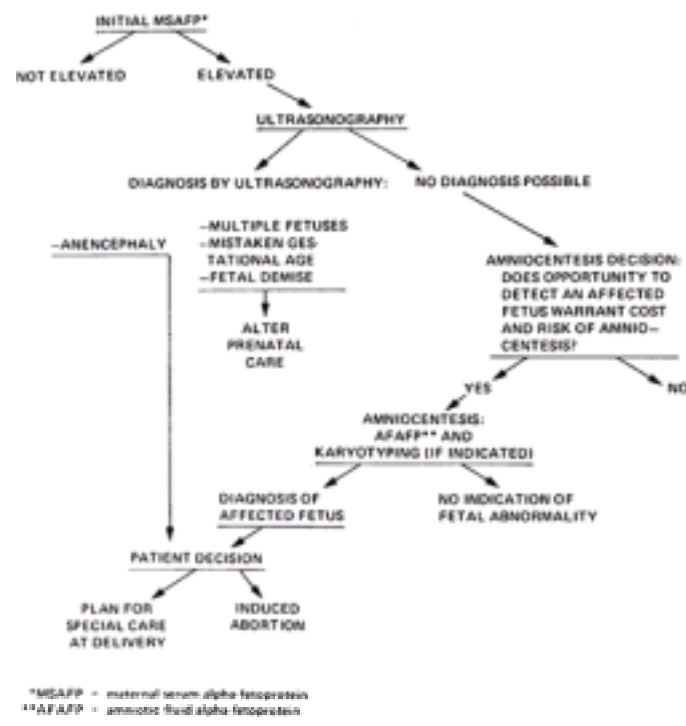 INITIAL MSAFP*
NOT ELEVATED
ELEVATED
ULTRASONOGRAPHY
DIAGNOSIS BY ULTRASONOGRAPHY:
NO DIAGNOSIS POSSIBLE
-ANENCEPHALY
-MULTIPLE FETUSES
-MISTAKEN GES
TATIONAL AGE
-FETAL DEMISE
ALTER
PRENATAL
CARE
AMNIOCENTESIS DECISION:
DOES OPPORTUNITY TO
DETECT AN AFFECTED
FETUS WARRANT COST
AND RISK OF AMNIO-
CENTESIS?
YES
NO
AMNIOCENTESIS:
AFAFP** AND
KARYOTYPING (IF INDICATED)
DIAGNOSIS OF
AFFECTED FETUS
NO INDICATION OF
FETAL ABNORMALITY
PATIENT DECISION
PLAN FOR
SPECIAL CARE
AT DELIVERY
INDUCED
ABORTION
*MSAFP - maternal serum alpha-fetoprotein
**AFAFP - amniotic fluid alpha-fetoprotein